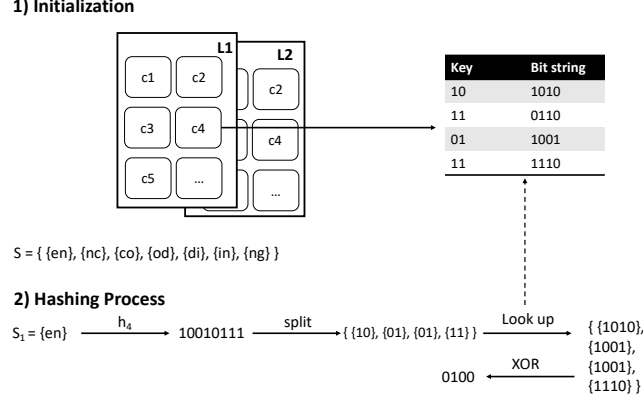 1) Initialization
L1
L2
c1 c2 c2
c3 c4 c4
c5 ... ...
Key Bit string
10 1010
11 0110
01 1001
11 1110
S = { {en}, {nc}, {co}, {od}, {di}, {in}, {ng} }
2) Hashing Process
S1 = {en} h4 10010111 split { {10}, {01}, {01}, {11} } Look up { {1010},
{1001},
{1001},
{1110} }
XOR
0100